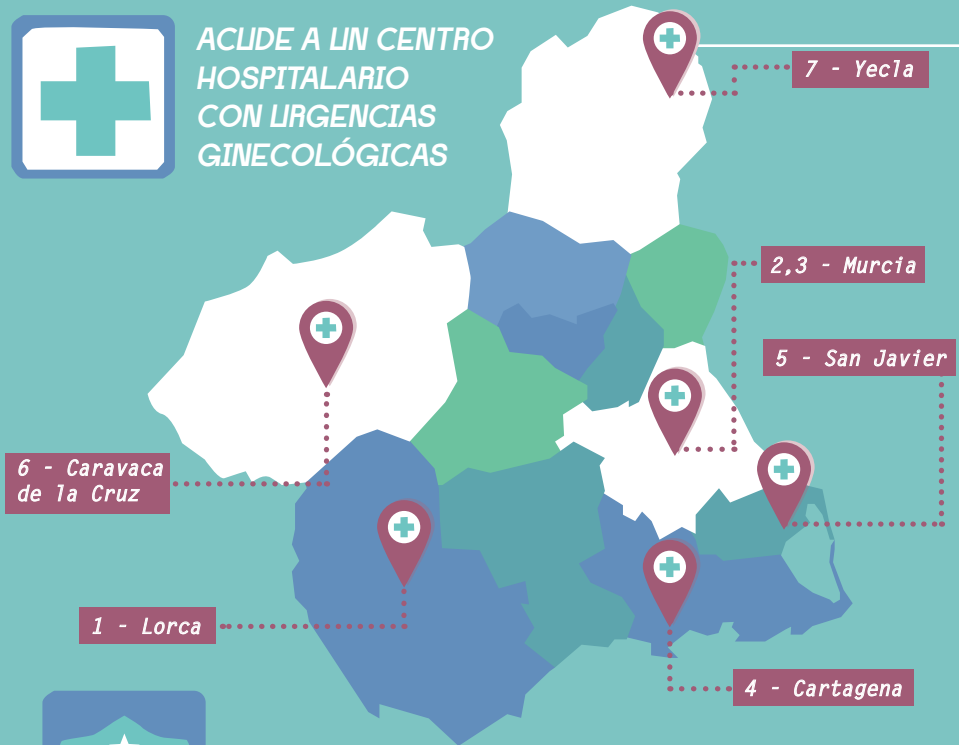 ACUDE A UN CENTRO
HOSPITALARIO
CON URGENCIAS
GINECOLÓGICAS
7 - Yecla
2,3 - Murcia
5 - San Javier
6 - Caravaca
de la Cruz
1 - Lorca
4 - Cartagena